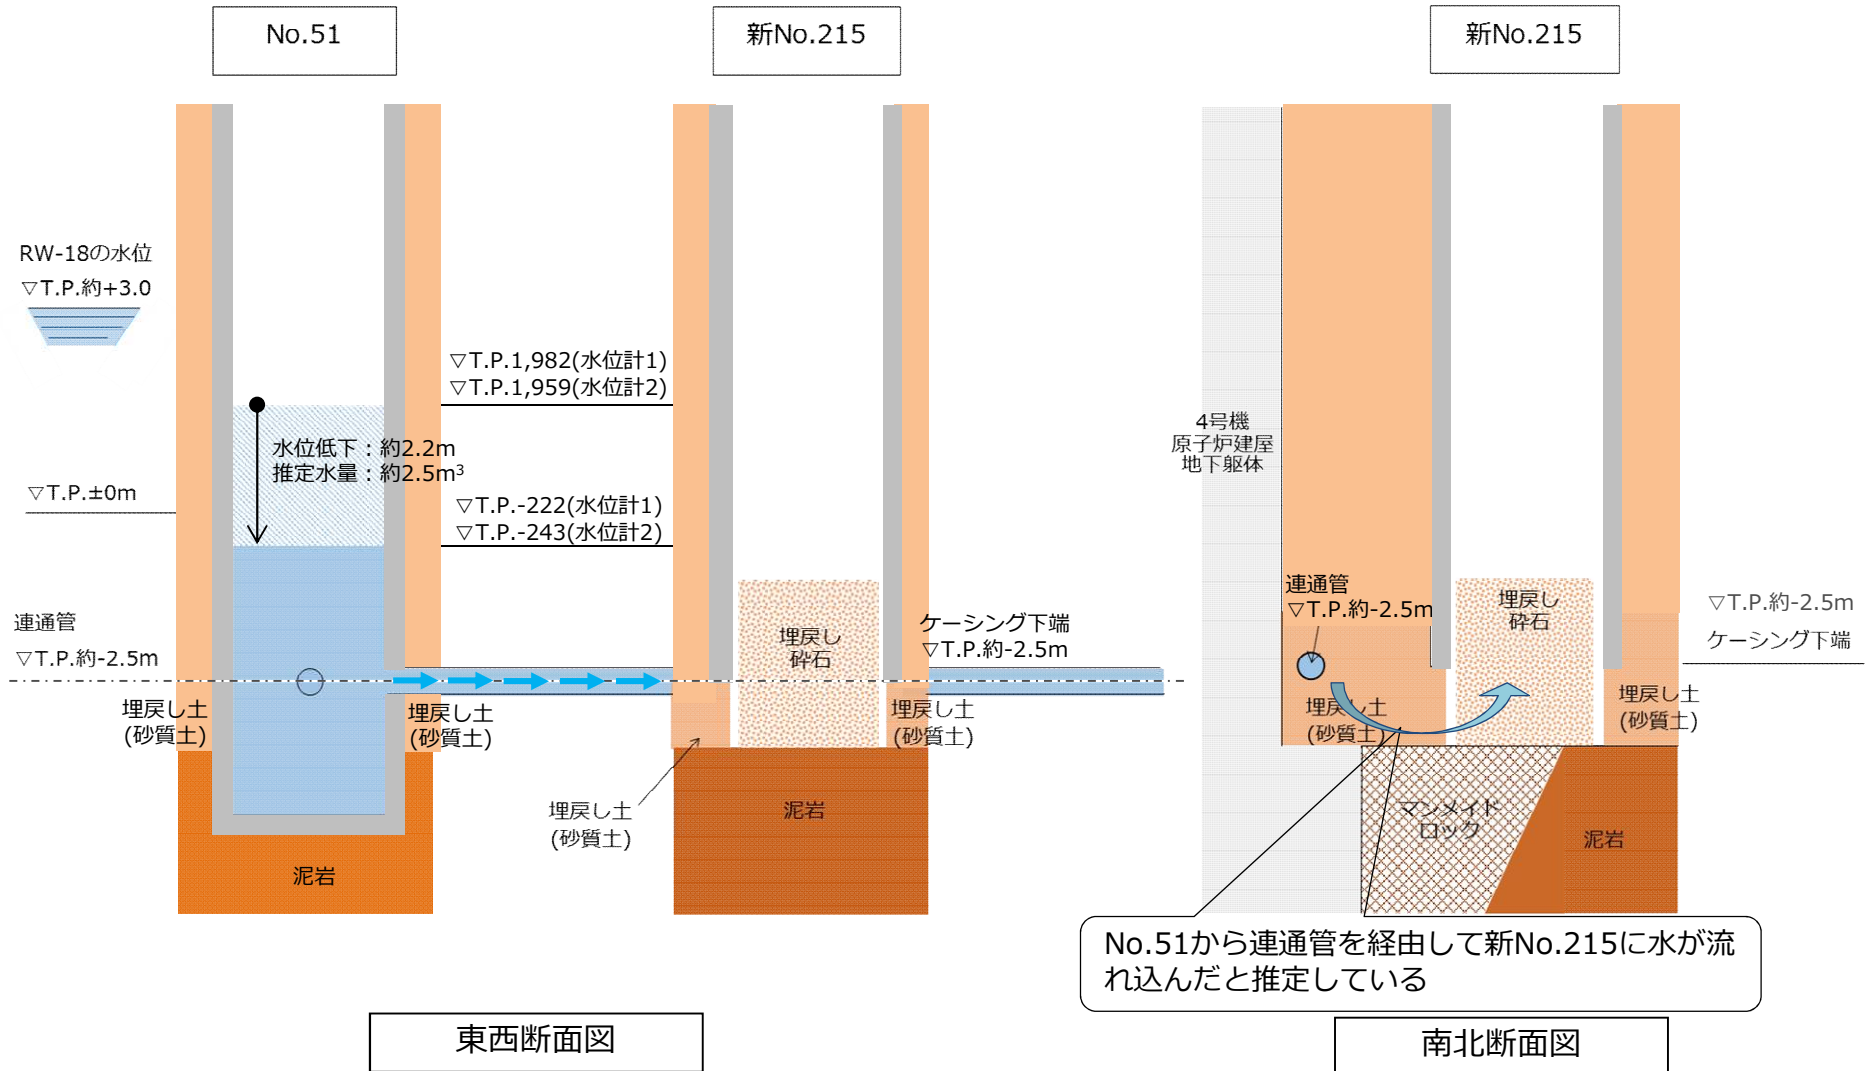 No.51
新No.215
新No.215
RW-18の水位
▽T.P.約+3.0
▽T.P.1,982(水位計1)
▽T.P.1,959(水位計2)
水位低下：約2.2m
推定水量：約2.5m³
▽T.P.±0m
▽T.P.-222(水位計1)
▽T.P.-243(水位計2)
4号機
原子炉建屋
地下躯体
連通管
▽T.P.約-2.5m
埋戻し土
(砂質土)
埋戻し土
(砂質土)
埋戻し
砕石
ケーシング下端
▽T.P.約-2.5m
埋戻し土
(砂質土)
埋戻し土
(砂質土)
泥岩
泥岩
連通管
▽T.P.約-2.5m
埋戻し
砕石
▽T.P.約-2.5m
ケーシング下端
埋戻し土
(砂質土)
埋戻し土
(砂質土)
マンメイド
ロック
泥岩
No.51から連通管を経由して新No.215に水が流
れ込んだと推定している
東西断面図
南北断面図